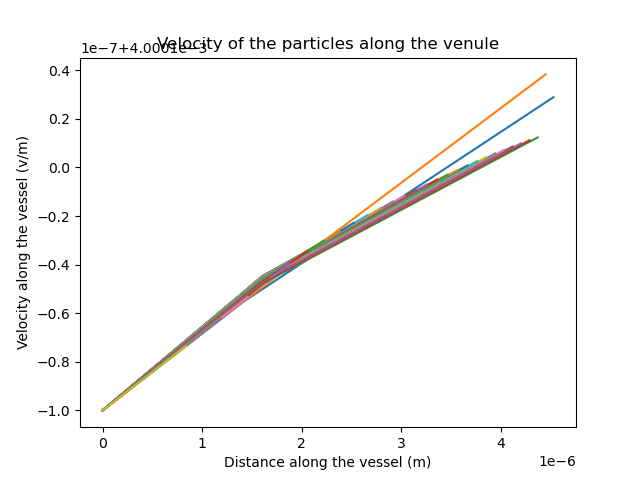 Velocity of the particles along the venule
1e−7+4.0001e−3
0.4
0.2
0.0
−0.2
−0.4
−0.6
−0.8
−1.0
Velocity along the vessel (v/m)
0
1
2
3
4
1e−6
Distance along the vessel (m)